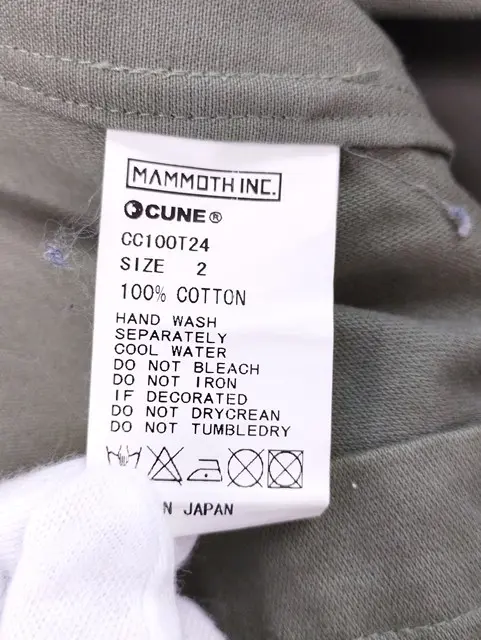 MAMMOTH INC.
CUNE®
CC100T24
SIZE 2
100% COTTON
HAND WASH
SEPARATELY
COOL WATER
DO NOT BLEACH
DO NOT IRON
IF DECORATED
DO NOT DRYCREAN
DO NOT TUMBLEDRY
JAPAN